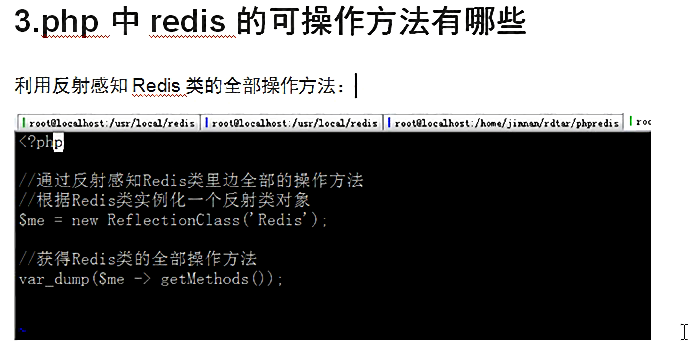 3.php 中 redis 的可操作方法有哪些
利用反射感知 Redis 类的全部操作方法：
root@localhost:/usr/local/redis root@localhost:/usr/local/redis root@localhost:/home/jinnan/rdtar/phpredis roo
<?php
//通过反射感知Redis类里边全部的操作方法
//根据Redis类实例化一个反射类对象
$me = new ReflectionClass('Redis');
//获得Redis类的全部操作方法
var_dump($me -> getMethods());
~